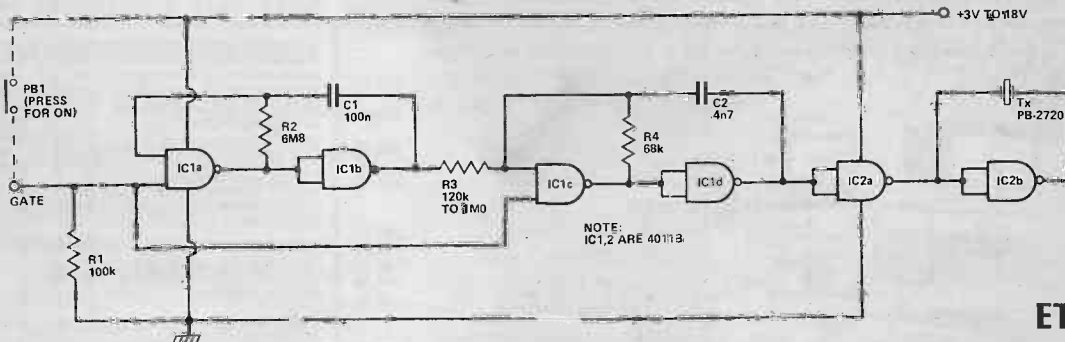 +3V TO 18V
PB1
(PRESS
FOR ON)
C1
100n
R2
6M8
IC1a
IC1b
R3
120k
TO 1M0
C2
4n7
R4
68k
IC1c
IC1d
IC2a
Tx
PB-2720
IC2b
GATE
R1
100k
NOTE:
IC1,2 ARE 4011B
ET